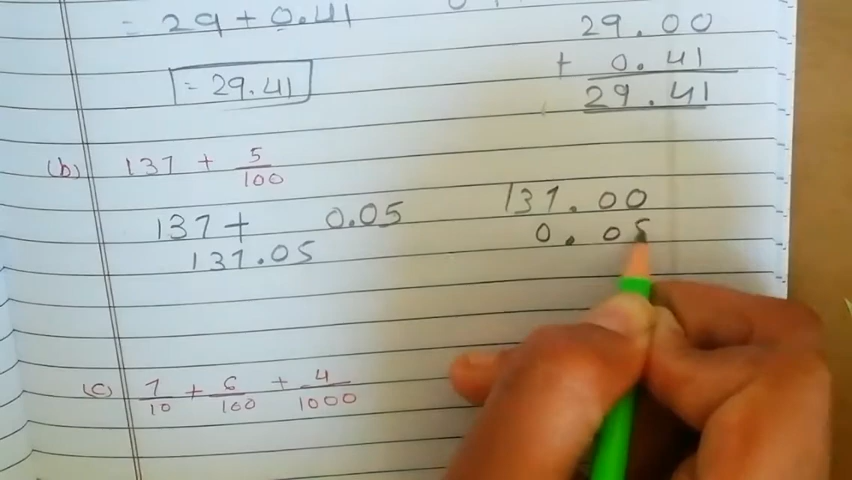 = 29 + 0.41
29.00
+ 0.41
= 29.41
29.41
(b) 137 + 5/100
137 + 0.05
137.00
0.05
137.05
(c) 7/10 + 6/100 + 4/1000